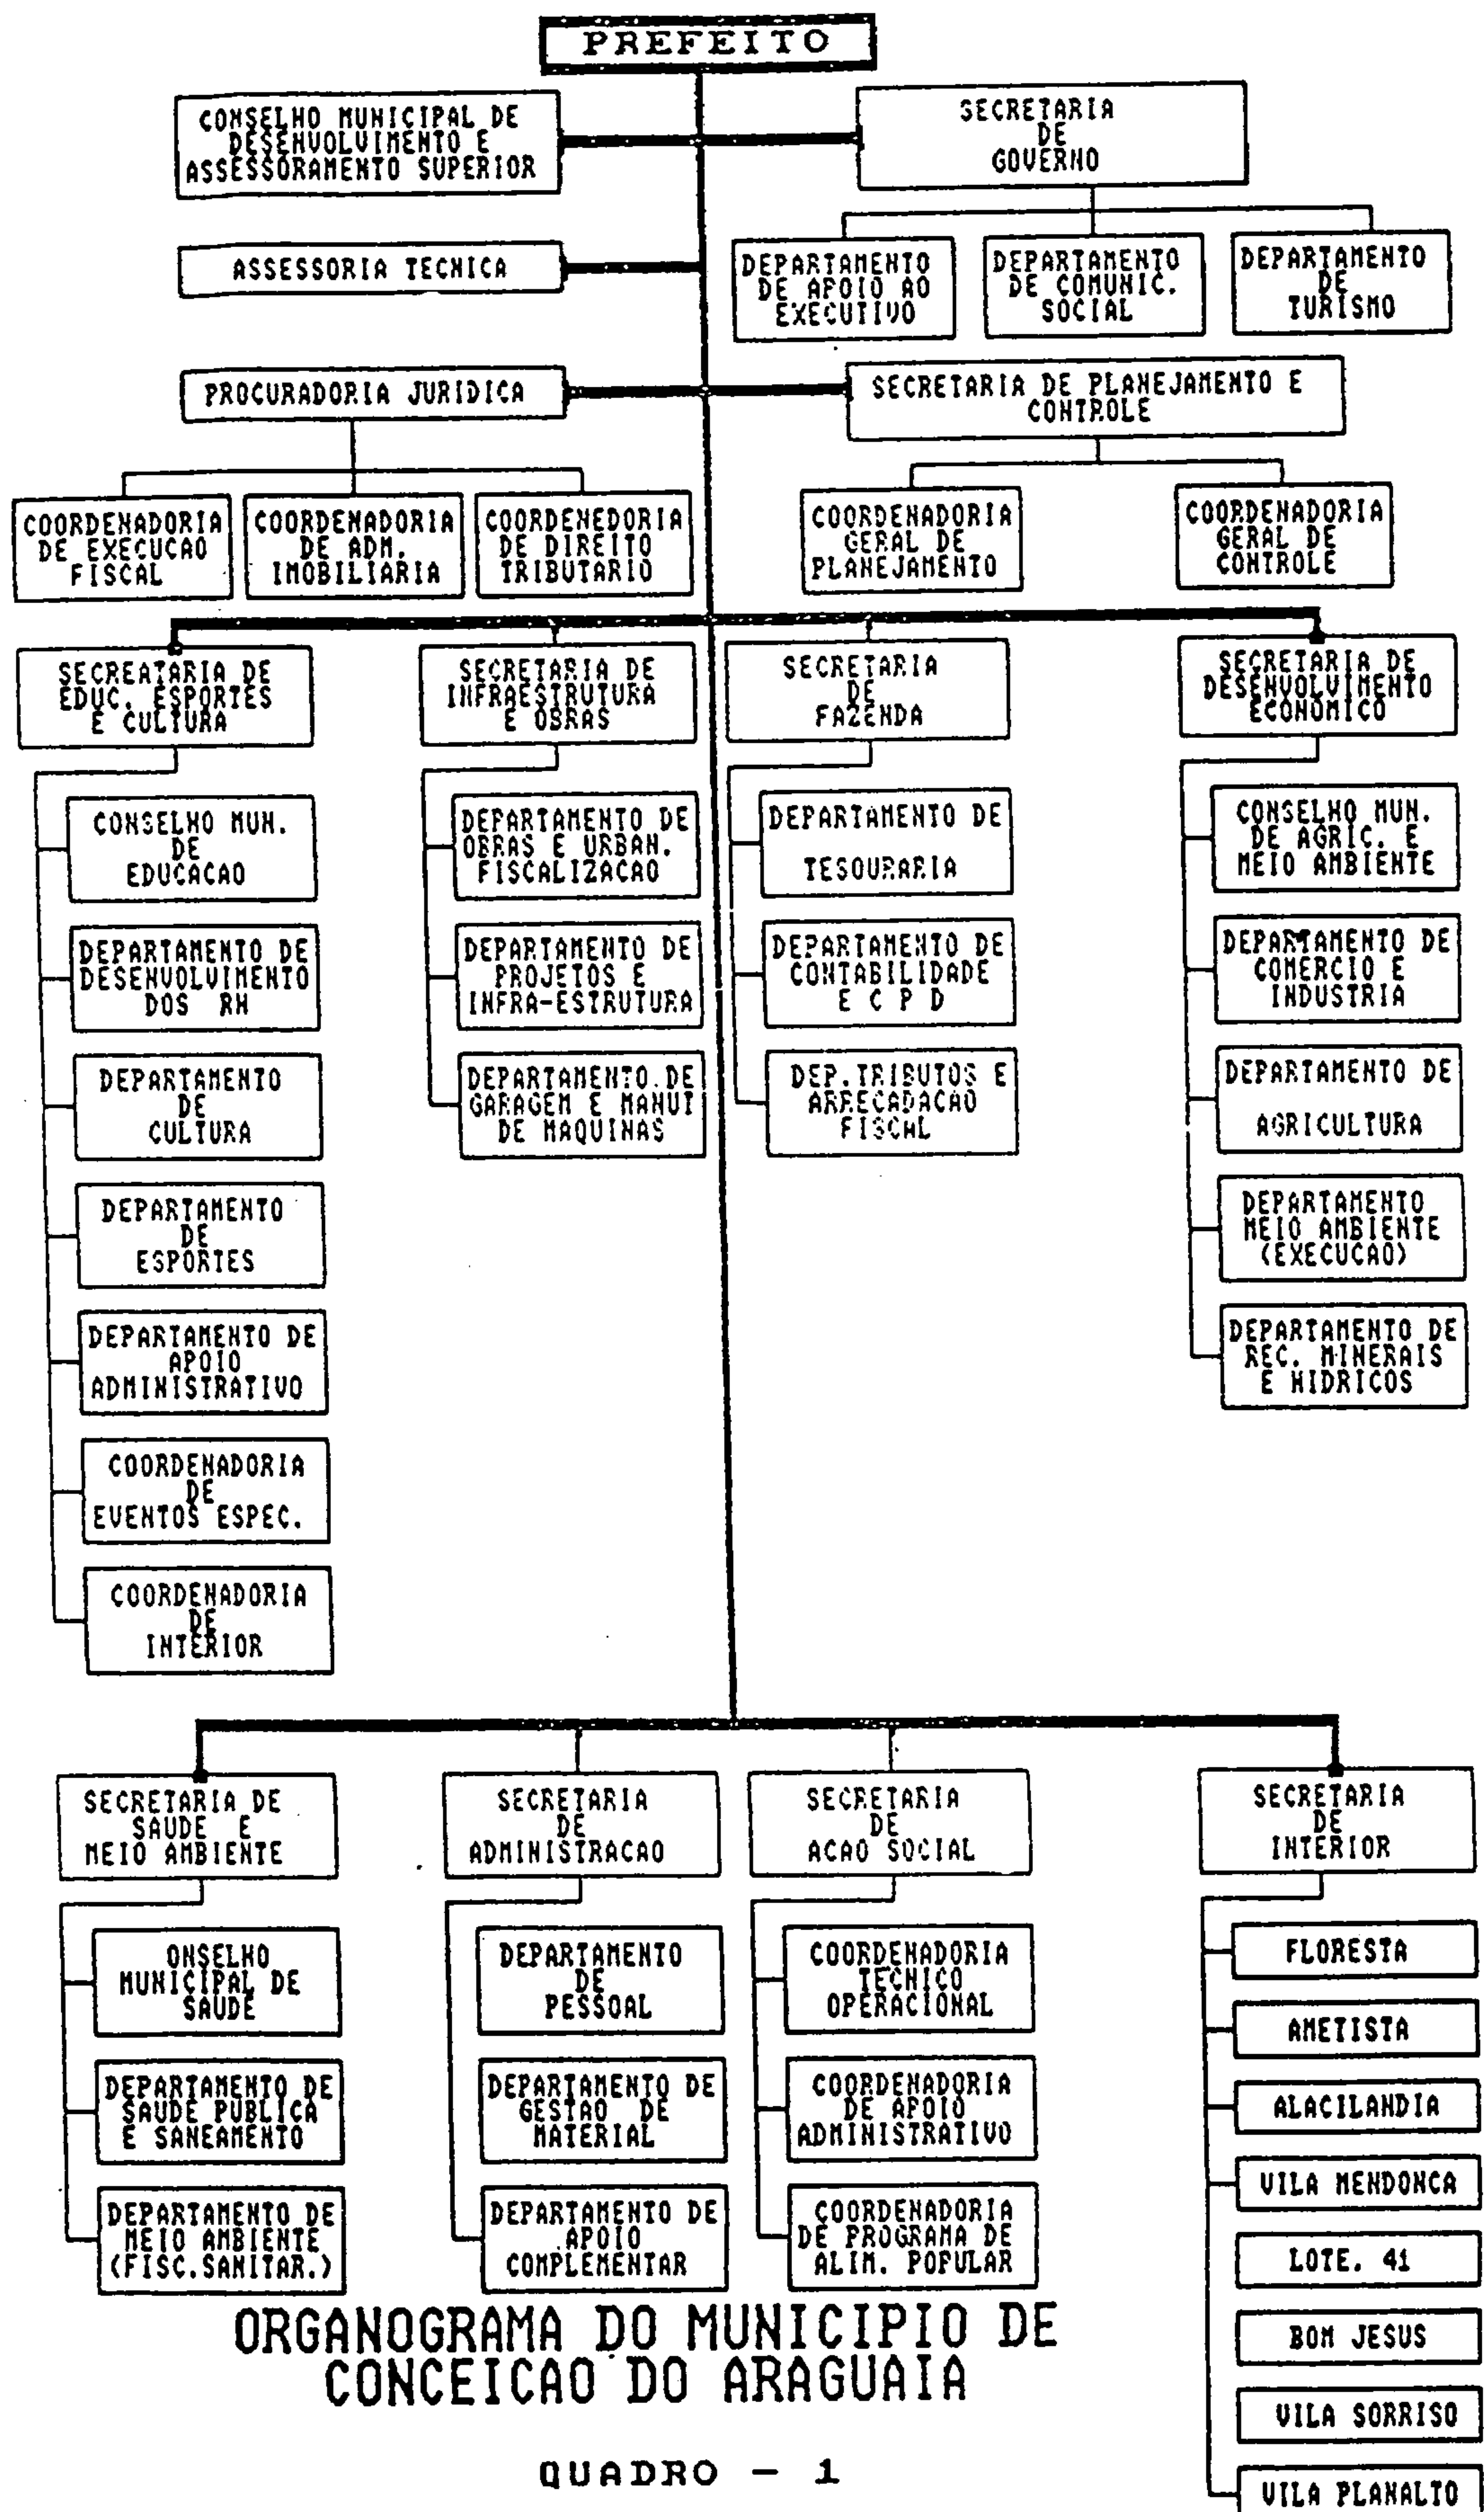 PREFEITO
CONSELHO MUNICIPAL DE
DESENVOLVIMENTO E
ASSESSORAMENTO SUPERIOR
SECRETARIA
DE
GOVERNO
ASSESSORIA TECNICA
DEPARTAMENTO
DE APOIO AO
EXECUTIVO
DEPARTAMENTO
DE COMUNIC.
SOCIAL
DEPARTAMENTO
DE
TURISMO
PROCURADORIA JURIDICA
SECRETARIA DE PLANEJAMENTO E
CONTROLE
COORDENADORIA
DE EXECUCAO
FISCAL
COORDENADORIA
DE ADM.
IMOBILIARIA
COORDENEDORIA
DE DIREITO
TRIBUTARIO
COORDENADORIA
GERAL DE
PLANEJAMENTO
COORDENADORIA
GERAL DE
CONTROLE
SECREATARIA DE
EDUC. ESPORTES
E CULTURA
CONSELHO MUN.
DE
EDUCACAO
DEPARTAMENTO DE
DESENVOLVIMENTO
DOS RH
DEPARTAMENTO
DE
CULTURA
DEPARTAMENTO
DE
ESPORTES
DEPARTAMENTO DE
APOIO
ADMINISTRATIVO
COORDENADORIA
DE
EVENTOS ESPEC.
COORDENADORIA
DE
INTERIOR
SECRETARIA DE
INFRAESTRUTURA
E OBRAS
DEPARTAMENTO DE
OBRAS E URBAN.
FISCALIZACAO
DEPARTAMENTO DE
PROJETOS E
INFRA-ESTRUTURA
DEPARTAMENTO DE
GARAGEM E MANUT
DE MAQUINAS
SECRETARIA
DE
FAZENDA
DEPARTAMENTO DE
TESOURARIA
DEPARTAMENTO DE
CONTABILIDADE
E C P D
DEP.TRIBUTOS E
ARRECADACAO
FISCAL
SECRETARIA DE
DESENVOLVIMENTO
ECONOMICO
CONSELHO MUN.
DE AGRIC. E
MEIO AMBIENTE
DEPARTAMENTO DE
COMERCIO E
INDUSTRIA
DEPARTAMENTO DE
AGRICULTURA
DEPARTAMENTO
MEIO AMBIENTE
(EXECUCAO)
DEPARTAMENTO DE
REC. MINERAIS
E HIDRICOS
SECRETARIA DE
SAUDE E
MEIO AMBIENTE
ONSELHO
MUNICIPAL DE
SAUDE
DEPARTAMENTO DE
SAUDE PUBLICA
E SANEAMENTO
DEPARTAMENTO DE
MEIO AMBIENTE
(FISC.SANITAR.)
SECRETARIA
DE
ADMINISTRACAO
DEPARTAMENTO
DE
PESSOAL
DEPARTAMENTO DE
GESTAO DE
MATERIAL
DEPARTAMENTO DE
APOIO
COMPLEMENTAR
SECRETARIA
DE
ACAO SOCIAL
COORDENADORIA
TECNICO
OPERACIONAL
COORDENADORIA
DE APOIO
ADMINISTRATIVO
COORDENADORIA
DE PROGRAMA DE
ALIM. POPULAR
SECRETARIA
DE
INTERIOR
FLORESTA
AMETISTA
ALACILANDIA
VILA MENDONCA
LOTE. 41
BOM JESUS
VILA SORRISO
VILA PLANALTO
ORGANOGRAMA DO MUNICIPIO DE
CONCEICAO DO ARAGUAIA
QUADRO - 1